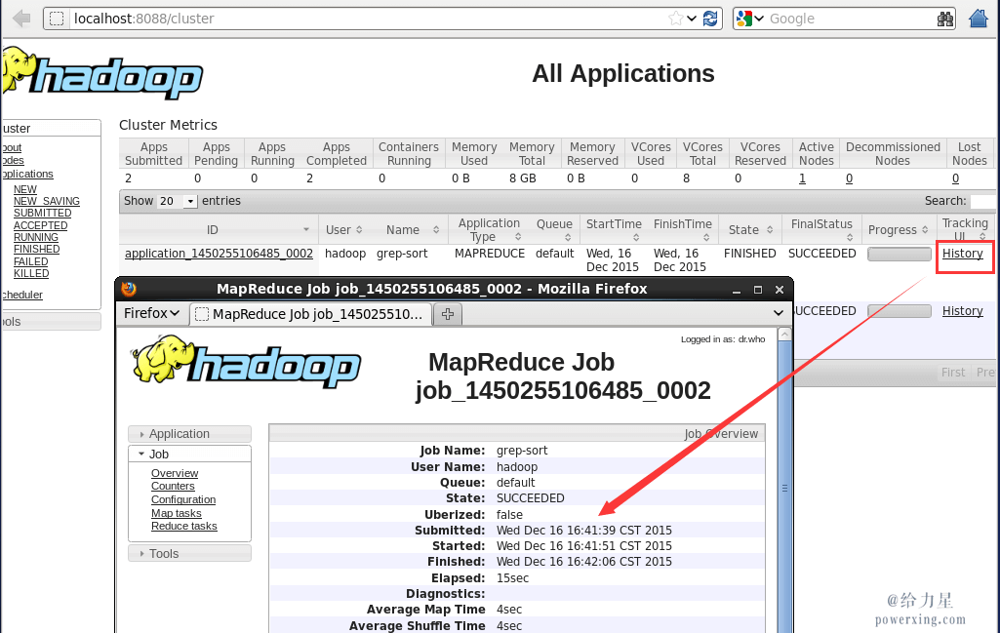 localhost:8088/cluster
Google
hadoop
All Applications
uster
bout
odes
pplications
NEW
NEW_SAVING
SUBMITTED
ACCEPTED
RUNNING
FINISHED
FAILED
KILLED
cheduler
ools
Cluster Metrics
Apps Submitted Apps Pending Apps Running Apps Completed Containers Running Memory Used Memory Total Memory Reserved VCores Used VCores Total VCores Reserved Active Nodes Decommissioned Nodes Lost Nodes
2 0 0 2 0 0 B 8 GB 0 B 0 8 0 1 0 0
Show 20 entries Search:
ID User Name Application Type Queue StartTime FinishTime State FinalStatus Progress Tracking UI
application_1450255106485_0002 hadoop grep-sort MAPREDUCE default Wed, 16 Dec 2015 Wed, 16 Dec 2015 FINISHED SUCCEEDED History
UCCEEDED History
First Pre
MapReduce Job job_1450255106485_0002 - Mozilla Firefox
Firefox MapReduce Job job_145025510...
Logged in as: dr.who
hadoop
MapReduce Job
job_1450255106485_0002
Application
Job
Overview
Counters
Configuration
Map tasks
Reduce tasks
Tools
Job Overview
Job Name: grep-sort
User Name: hadoop
Queue: default
State: SUCCEEDED
Uberized: false
Submitted: Wed Dec 16 16:41:39 CST 2015
Started: Wed Dec 16 16:41:51 CST 2015
Finished: Wed Dec 16 16:42:06 CST 2015
Elapsed: 15sec
Diagnostics:
Average Map Time 4sec
Average Shuffle Time 4sec
@给力星
powerxing.com